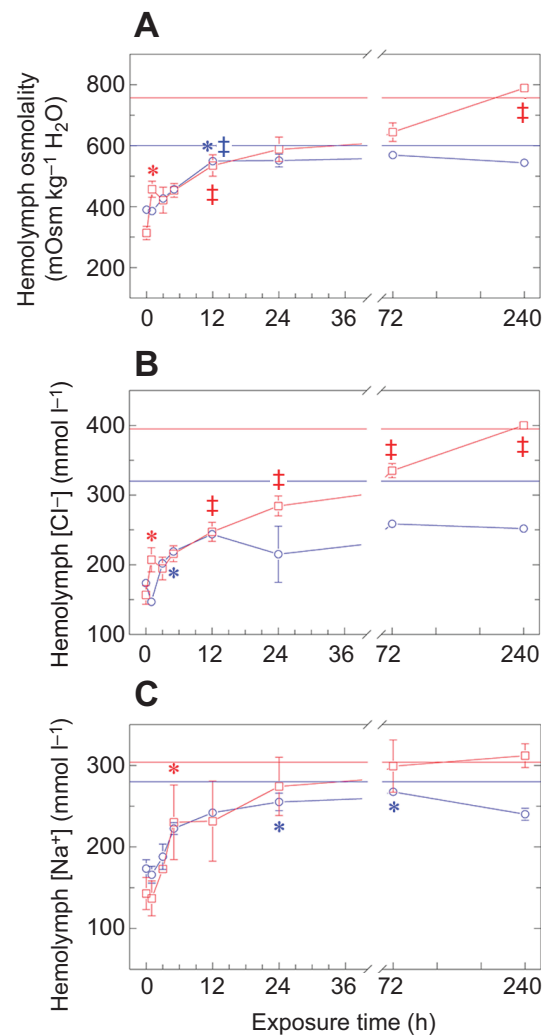 A
Hemolymph osmolality
(mOsm kg⁻¹ H₂O)
800
600
400
200
*
*‡
‡
‡
0 12 24 36 72 240
B
Hemolymph [Cl⁻] (mmol l⁻¹)
400
300
200
100
*
*
‡
‡
‡
‡
0 12 24 36 72 240
C
Hemolymph [Na⁺] (mmol l⁻¹)
300
200
100
*
*
*
0 12 24 36 72 240
Exposure time (h)